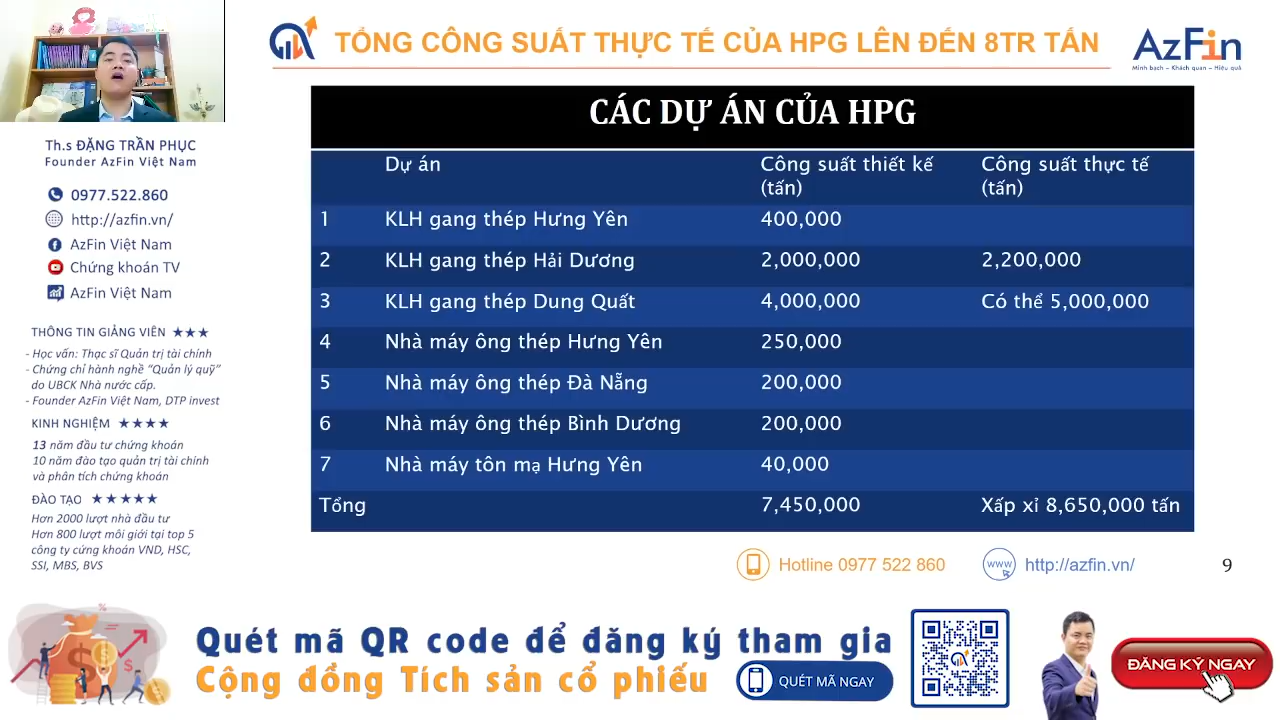 TỔNG CÔNG SUẤT THỰC TẾ CỦA HPG LÊN ĐẾN 8TR TẤN
AzFin
Minh bạch – Khách quan – Hiệu quả
Th.s ĐẶNG TRẦN PHỤC
Founder AzFin Việt Nam
0977.522.860
http://azfin.vn/
AzFin Việt Nam
Chứng khoán TV
AzFin Việt Nam
THÔNG TIN GIẢNG VIÊN ★★★
- Học vấn: Thạc sĩ Quản trị tài chính
- Chứng chỉ hành nghề “Quản lý quỹ”
do UBCK Nhà nước cấp.
- Founder AzFin Việt Nam, DTP invest
KINH NGHIỆM ★★★★
13 năm đầu tư chứng khoán
10 năm đào tạo quản trị tài chính
và phân tích chứng khoán
ĐÀO TẠO ★★★★★
Hơn 2000 lượt nhà đầu tư
Hơn 800 lượt môi giới tại top 5
công ty cứng khoán VND, HSC,
SSI, MBS, BVS
CÁC DỰ ÁN CỦA HPG
Dự án Công suất thiết kế (tấn) Công suất thực tế (tấn)
1 KLH gang thép Hưng Yên 400,000
2 KLH gang thép Hải Dương 2,000,000 2,200,000
3 KLH gang thép Dung Quất 4,000,000 Có thể 5,000,000
4 Nhà máy ông thép Hưng Yên 250,000
5 Nhà máy ông thép Đà Nẵng 200,000
6 Nhà máy ông thép Bình Dương 200,000
7 Nhà máy tôn mạ Hưng Yên 40,000
Tổng 7,450,000 Xấp xỉ 8,650,000 tấn
Hotline 0977 522 860
www
http://azfin.vn/
9
Quét mã QR code để đăng ký tham gia
Cộng đồng Tích sản cổ phiếu
QUÉT MÃ NGAY
ĐĂNG KÝ NGAY